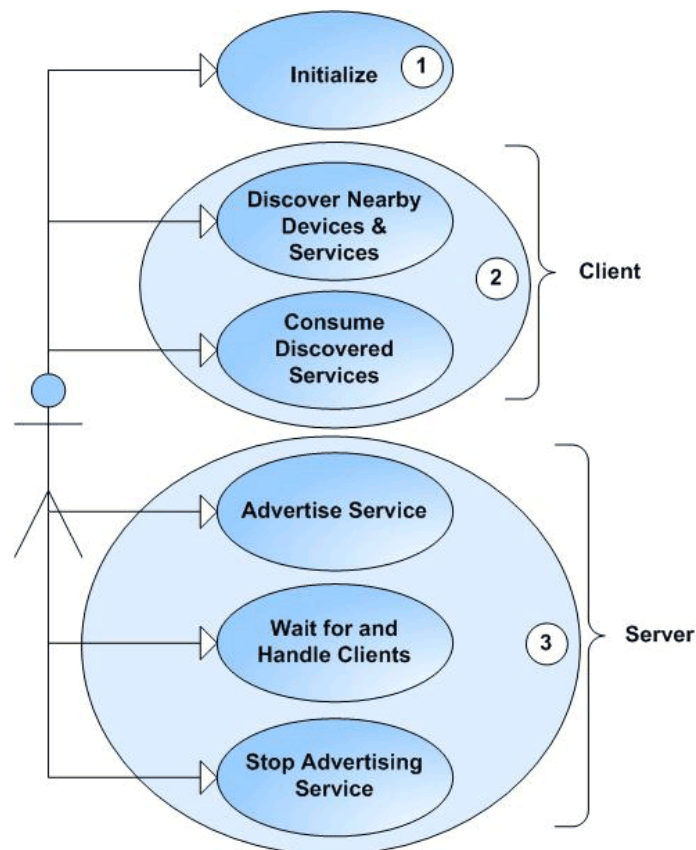 Initialize
1
Discover Nearby
Devices &
Services
2
Client
Consume
Discovered
Services
Advertise Service
Wait for and
Handle Clients
3
Server
Stop Advertising
Service